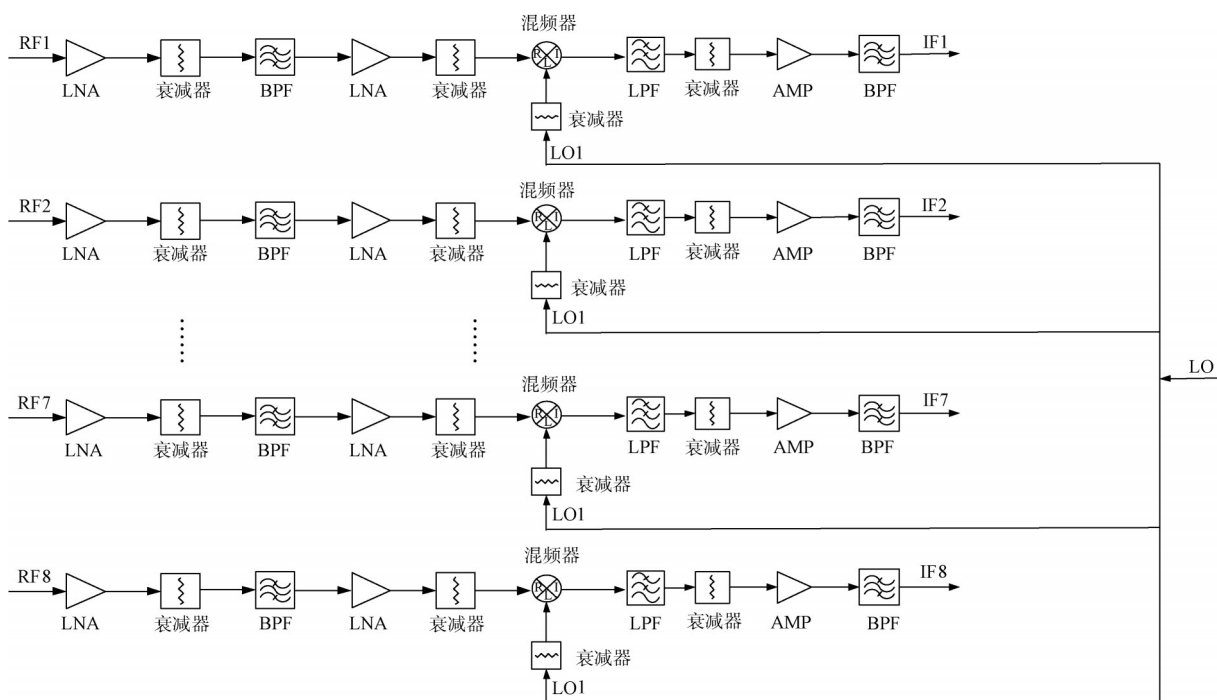 混频器
RF1 IF1
LNA 衰减器 BPF LNA 衰减器 R I L LPF 衰减器 AMP BPF
衰减器
LO1
混频器
RF2 IF2
LNA 衰减器 BPF LNA 衰减器 R I L LPF 衰减器 AMP BPF
衰减器
LO1
LO
混频器
RF7 IF7
LNA 衰减器 BPF LNA 衰减器 R I L LPF 衰减器 AMP BPF
衰减器
LO1
混频器
RF8 IF8
LNA 衰减器 BPF LNA 衰减器 R I L LPF 衰减器 AMP BPF
衰减器
LO1